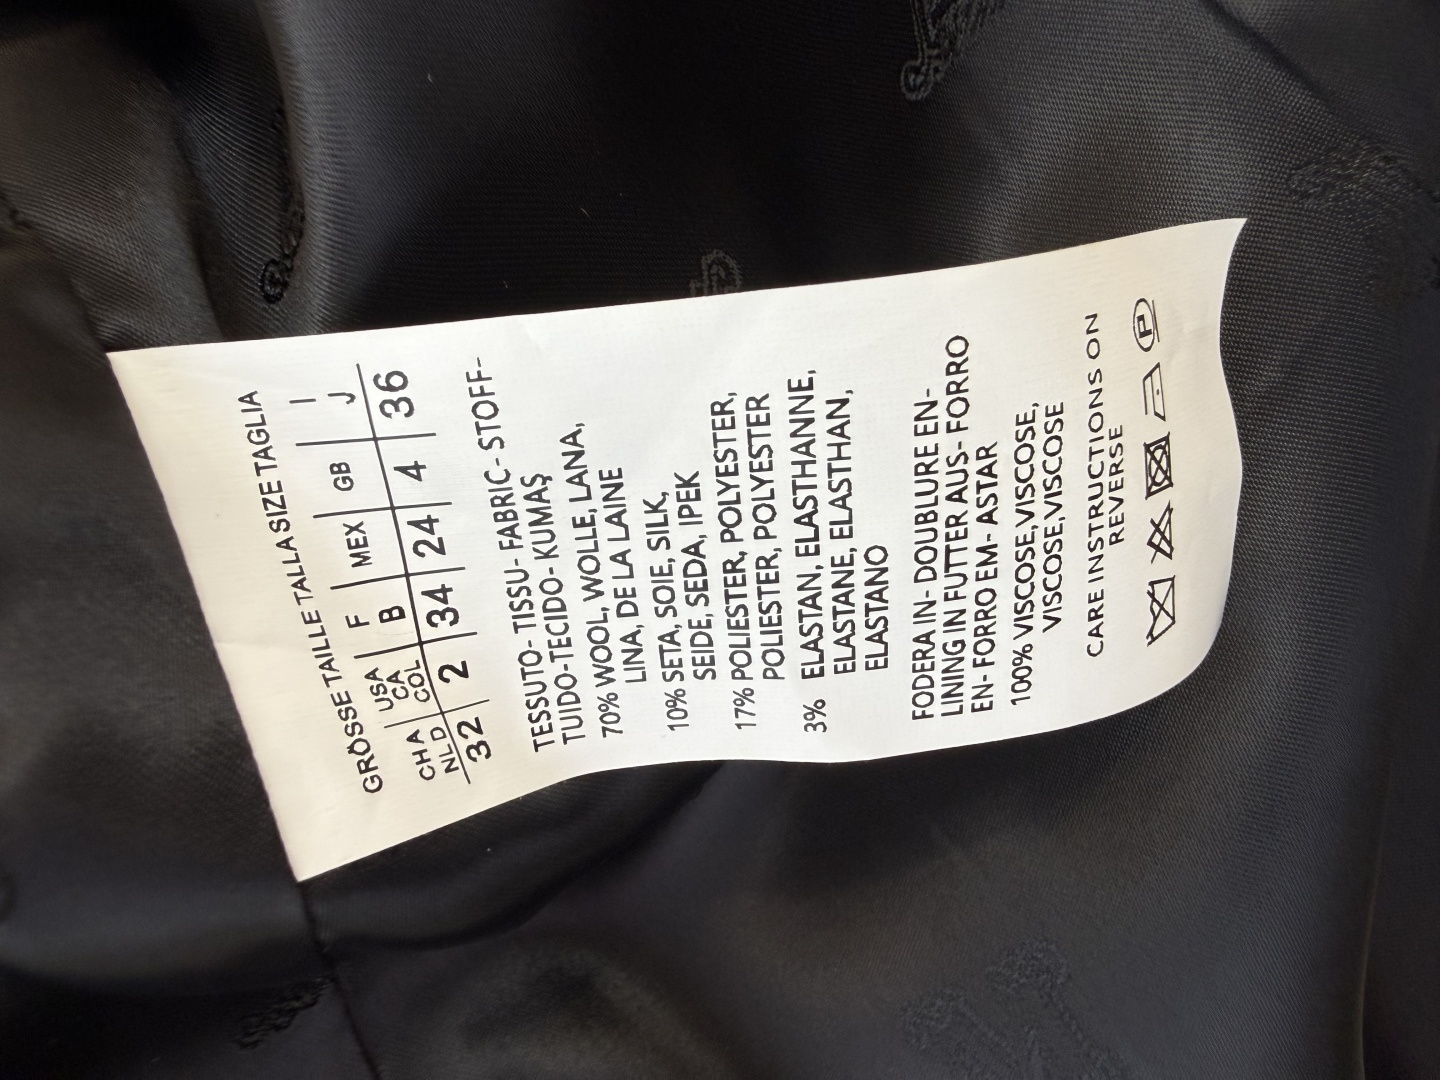 GRÖSSE TAILLE TALLA SIZE TAGLIA
CH A NL D | USA CA COL | F B | MEX | GB | I J
32 | 2 | 34 | 24 | 4 | 36
TESSUTO- TISSU- FABRIC- STOFF-
TUIDO-TECIDO- KUMAŞ
70% WOOL, WOLLE, LANA,
LINA, DE LA LAINE
10% SETA, SOIE, SILK,
SEIDE, SEDA, IPEK
17% POLIESTER, POLYESTER,
POLIESTER, POLYESTER
3% ELASTAN, ELASTHANNE,
ELASTANE, ELASTHAN,
ELASTANO
FODERA IN- DOUBLURE EN-
LINING IN FUTTER AUS- FORRO
EN- FORRO EM- ASTAR
100% VISCOSE,VISCOSE,
VISCOSE,VISCOSE
CARE INSTRUCTIONS ON
REVERSE
P